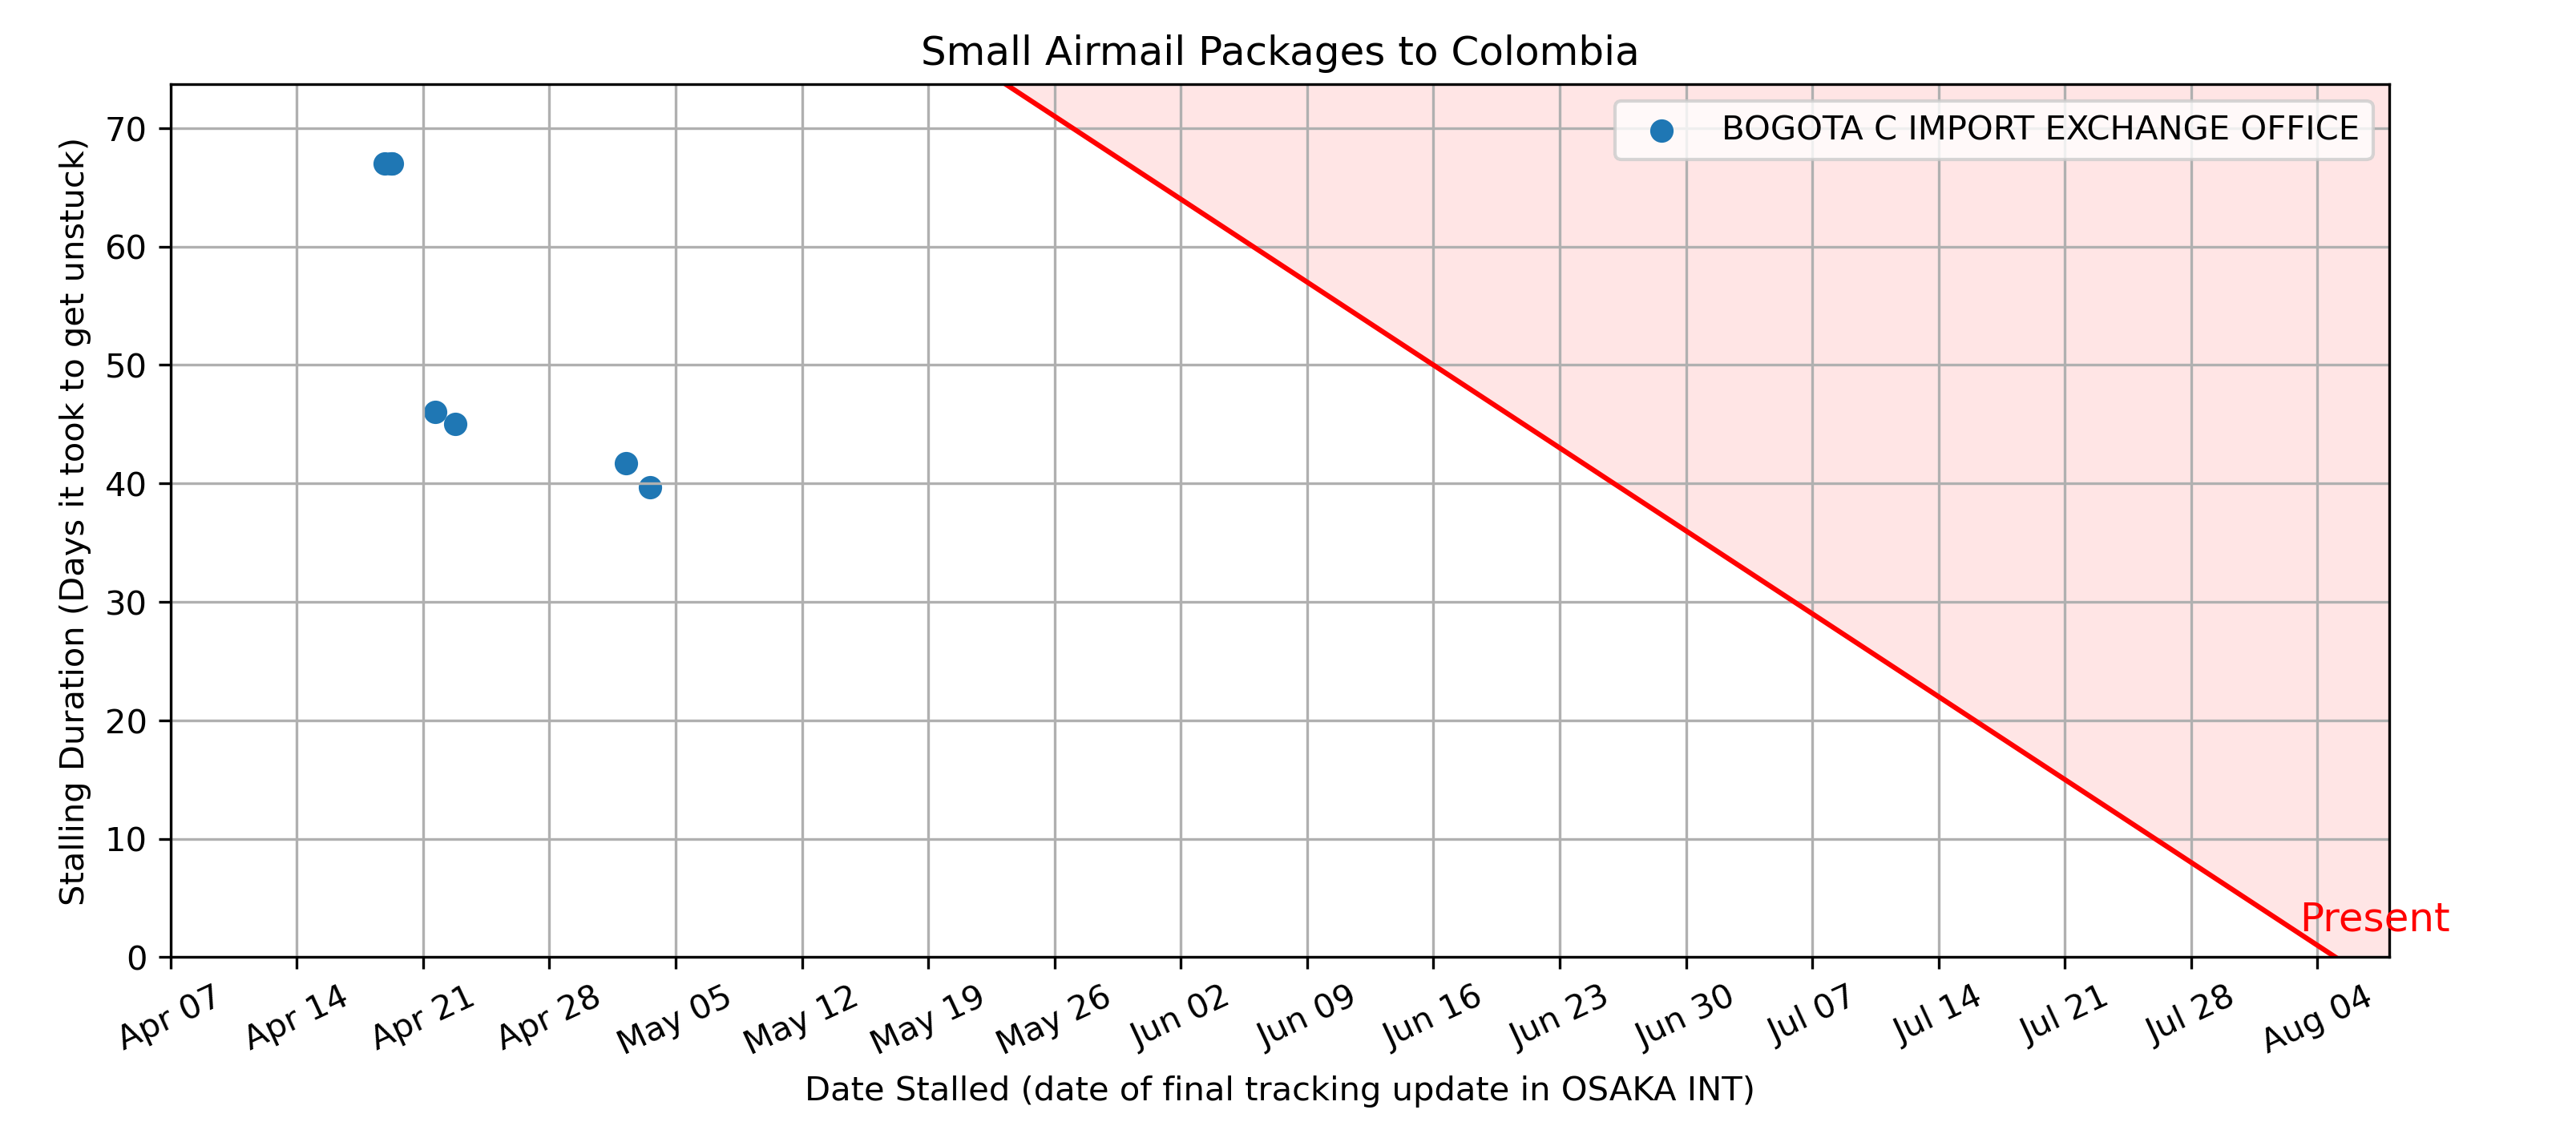 Small Airmail Packages to Colombia
BOGOTA C IMPORT EXCHANGE OFFICE
Stalling Duration (Days it took to get unstuck)
70
60
50
40
30
20
10
0
Present
Apr 07
Apr 14
Apr 21
Apr 28
May 05
May 12
May 19
May 26
Jun 02
Jun 09
Jun 16
Jun 23
Jun 30
Jul 07
Jul 14
Jul 21
Jul 28
Aug 04
Date Stalled (date of final tracking update in OSAKA INT)